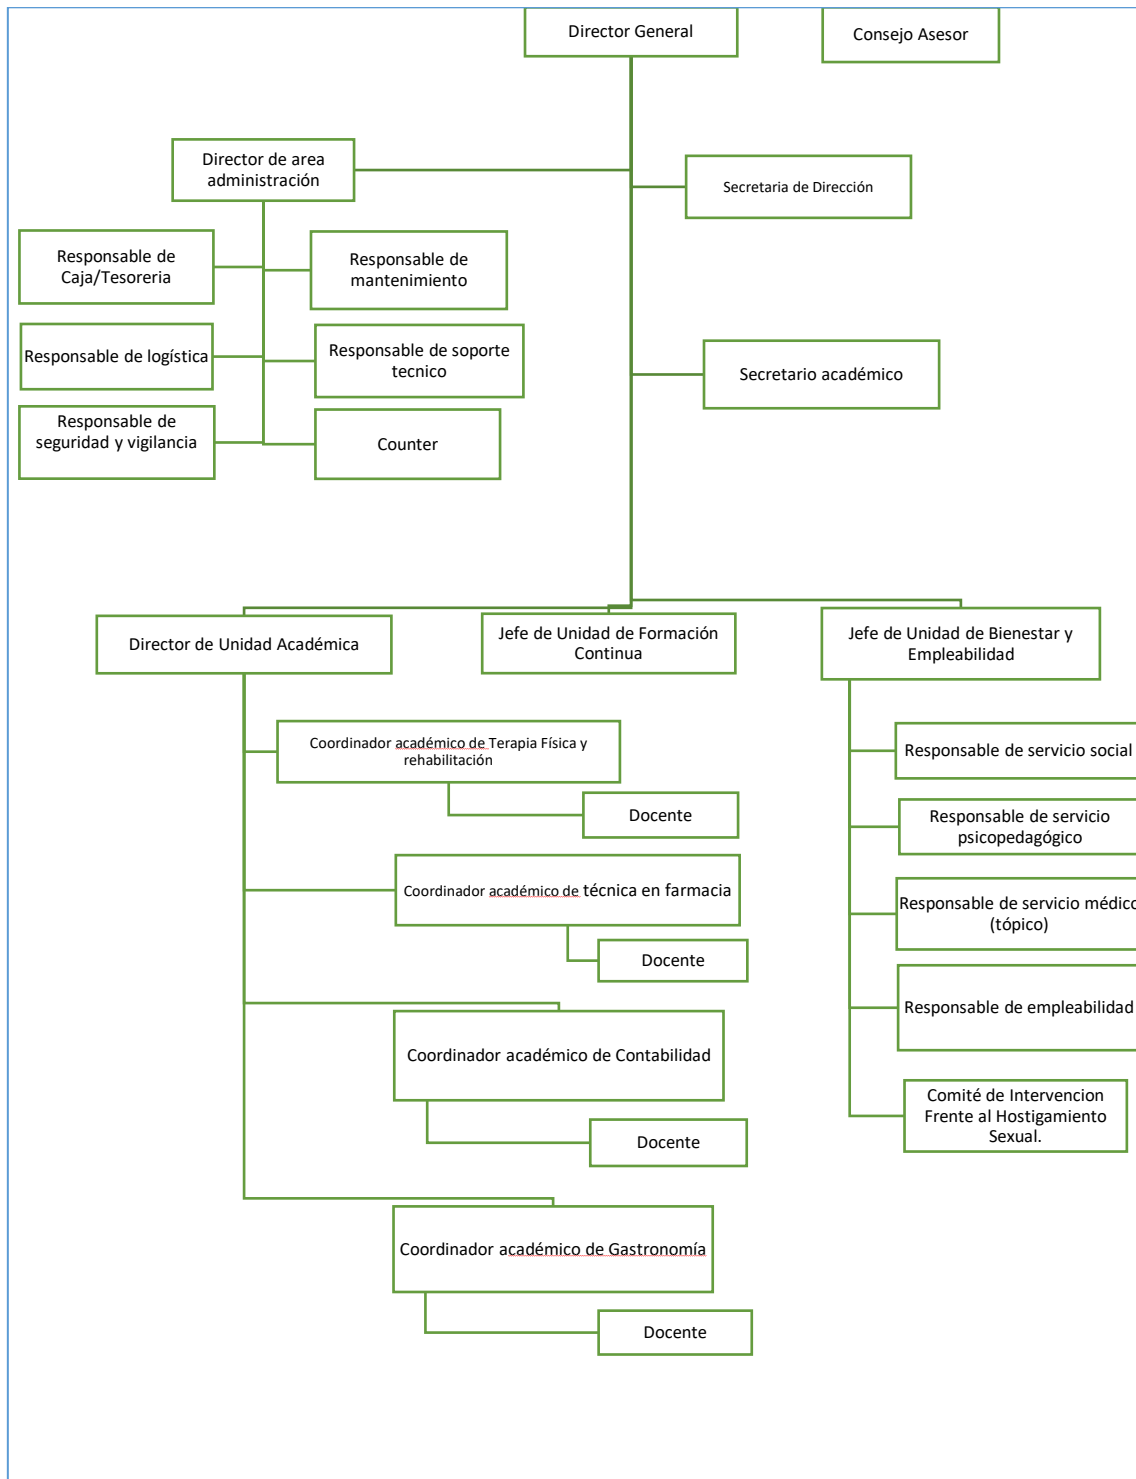 Director General
Consejo Asesor
Director de area
administración
Secretaria de Dirección
Responsable de
Caja/Tesoreria
Responsable de
mantenimiento
Responsable de logística
Responsable de soporte
tecnico
Secretario académico
Responsable de
seguridad y vigilancia
Counter
Director de Unidad Académica
Jefe de Unidad de Formación
Continua
Jefe de Unidad de Bienestar y
Empleabilidad
Coordinador académico de Terapia Física y
rehabilitación
Responsable de servicio social
Docente
Responsable de servicio
psicopedagógico
Coordinador académico de técnica en farmacia
Responsable de servicio médico
(tópico)
Docente
Responsable de empleabilidad
Coordinador académico de Contabilidad
Comité de Intervencion
Frente al Hostigamiento
Sexual.
Docente
Coordinador académico de Gastronomía
Docente